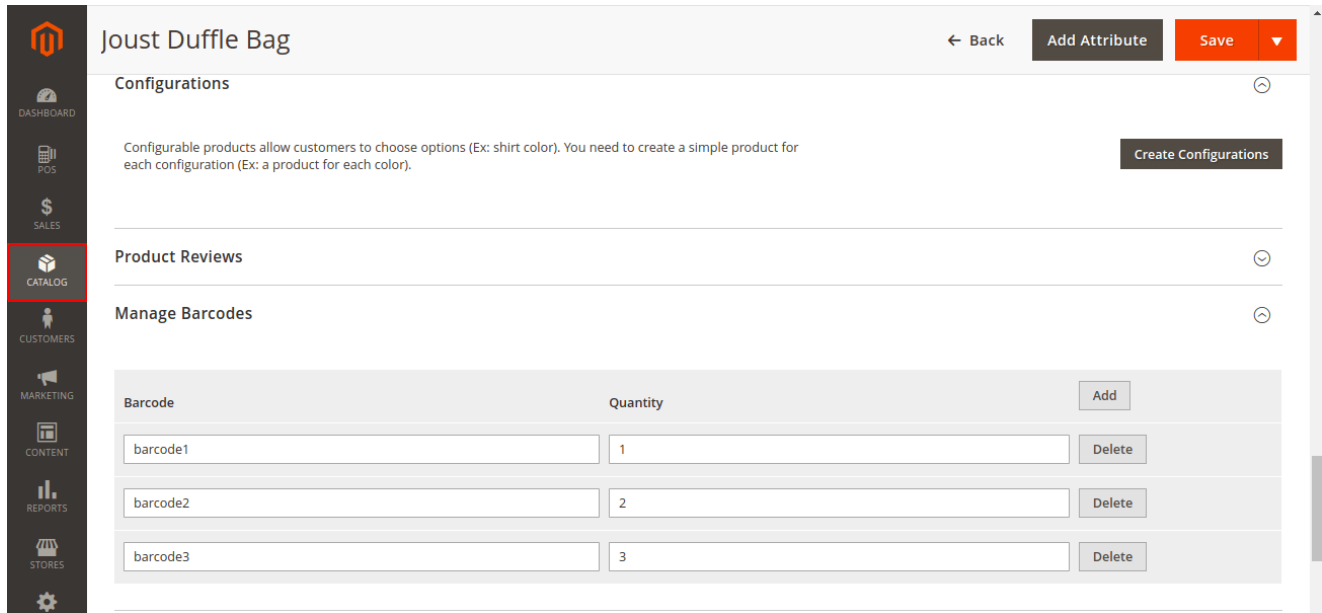 Joust Duffle Bag
← Back
Add Attribute
Save
DASHBOARD
POS
SALES
CATALOG
CUSTOMERS
MARKETING
CONTENT
REPORTS
STORES
Configurations
Configurable products allow customers to choose options (Ex: shirt color). You need to create a simple product for
each configuration (Ex: a product for each color).
Create Configurations
Product Reviews
Manage Barcodes
Barcode Quantity Add
barcode1 1 Delete
barcode2 2 Delete
barcode3 3 Delete